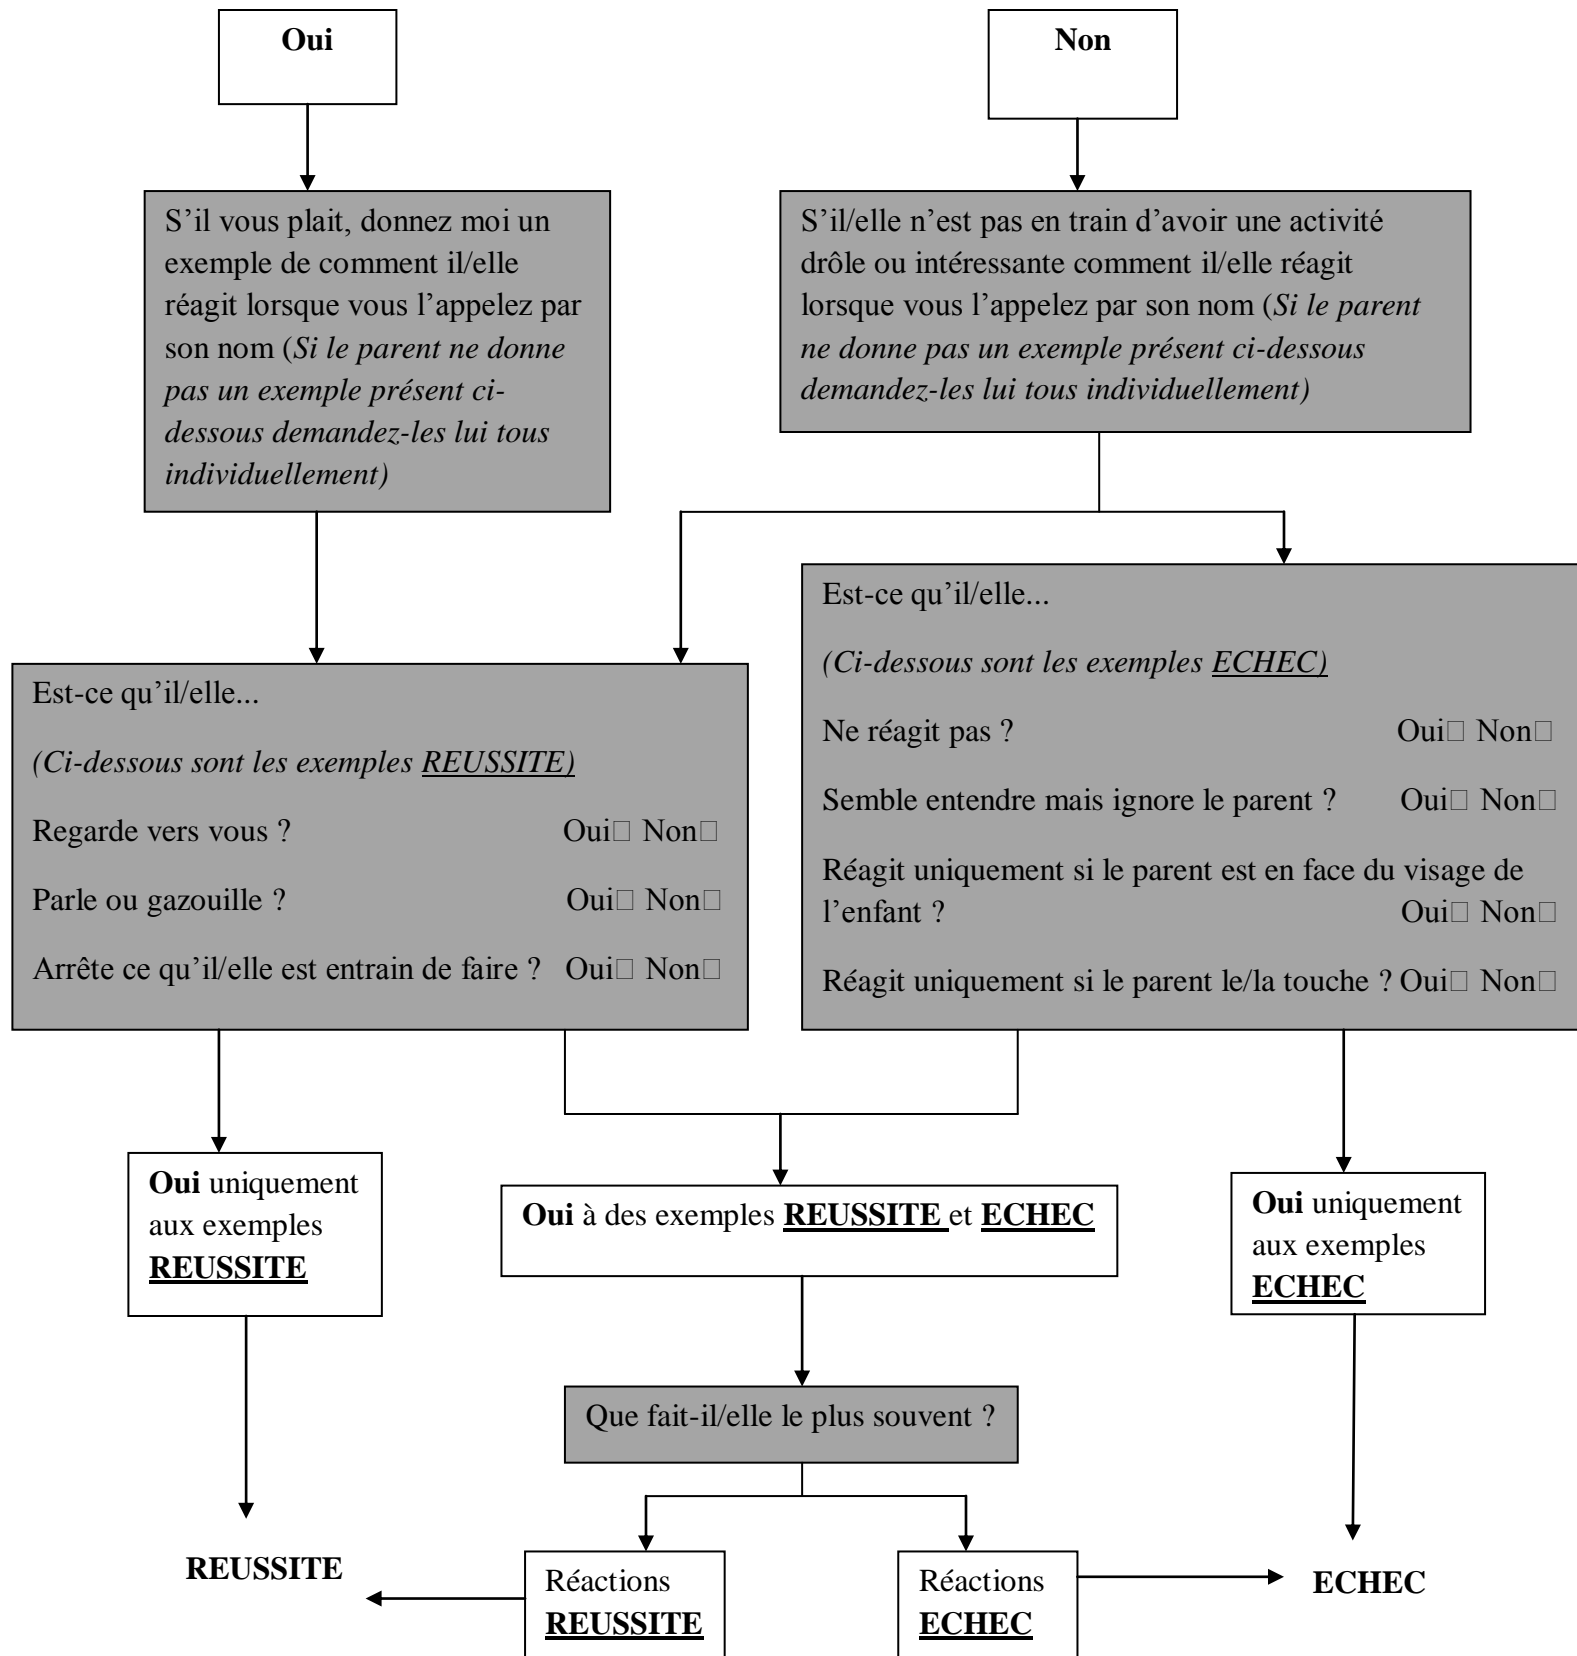 Oui
Non
S'il vous plait, donnez moi un
exemple de comment il/elle
réagit lorsque vous l'appelez par
son nom (Si le parent ne donne
pas un exemple présent ci-
dessous demandez-les lui tous
individuellement)
S'il/elle n'est pas en train d'avoir une activité
drôle ou intéressante comment il/elle réagit
lorsque vous l'appelez par son nom (Si le parent
ne donne pas un exemple présent ci-dessous
demandez-les lui tous individuellement)
Est-ce qu'il/elle...
(Ci-dessous sont les exemples REUSSITE)
Regarde vers vous ? Oui□ Non□
Parle ou gazouille ? Oui□ Non□
Arrête ce qu'il/elle est entrain de faire ? Oui□ Non□
Est-ce qu'il/elle...
(Ci-dessous sont les exemples ECHEC)
Ne réagit pas ? Oui□ Non□
Semble entendre mais ignore le parent ? Oui□ Non□
Réagit uniquement si le parent est en face du visage de
l'enfant ? Oui□ Non□
Réagit uniquement si le parent le/la touche ? Oui□ Non□
Oui uniquement
aux exemples
REUSSITE
Oui à des exemples REUSSITE et ECHEC
Oui uniquement
aux exemples
ECHEC
Que fait-il/elle le plus souvent ?
REUSSITE
Réactions
REUSSITE
Réactions
ECHEC
ECHEC